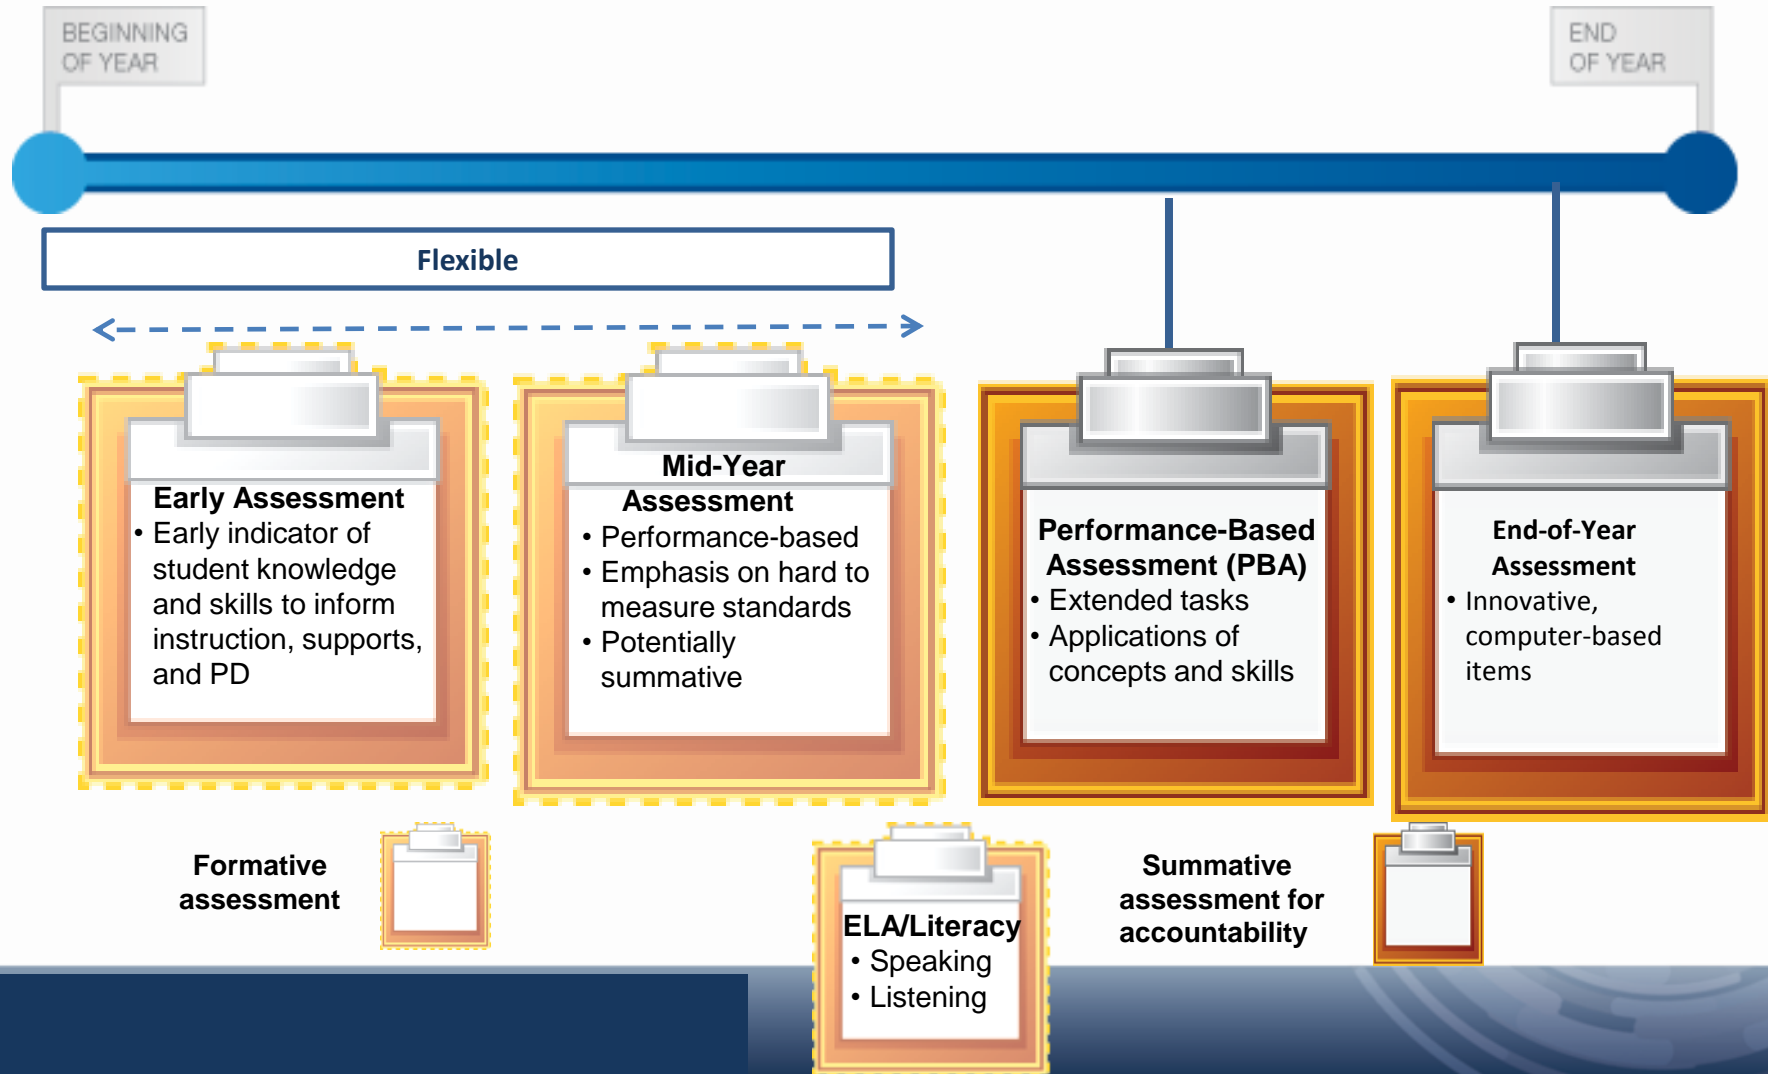 BEGINNING
OF YEAR
END
OF YEAR
Flexible
Early Assessment
• Early indicator of
student knowledge
and skills to inform
instruction, supports,
and PD
Mid-Year
Assessment
• Performance-based
• Emphasis on hard to
measure standards
• Potentially
summative
Performance-Based
Assessment (PBA)
• Extended tasks
• Applications of
concepts and skills
End-of-Year
Assessment
• Innovative,
computer-based
items
Formative
assessment
ELA/Literacy
• Speaking
• Listening
Summative
assessment for
accountability